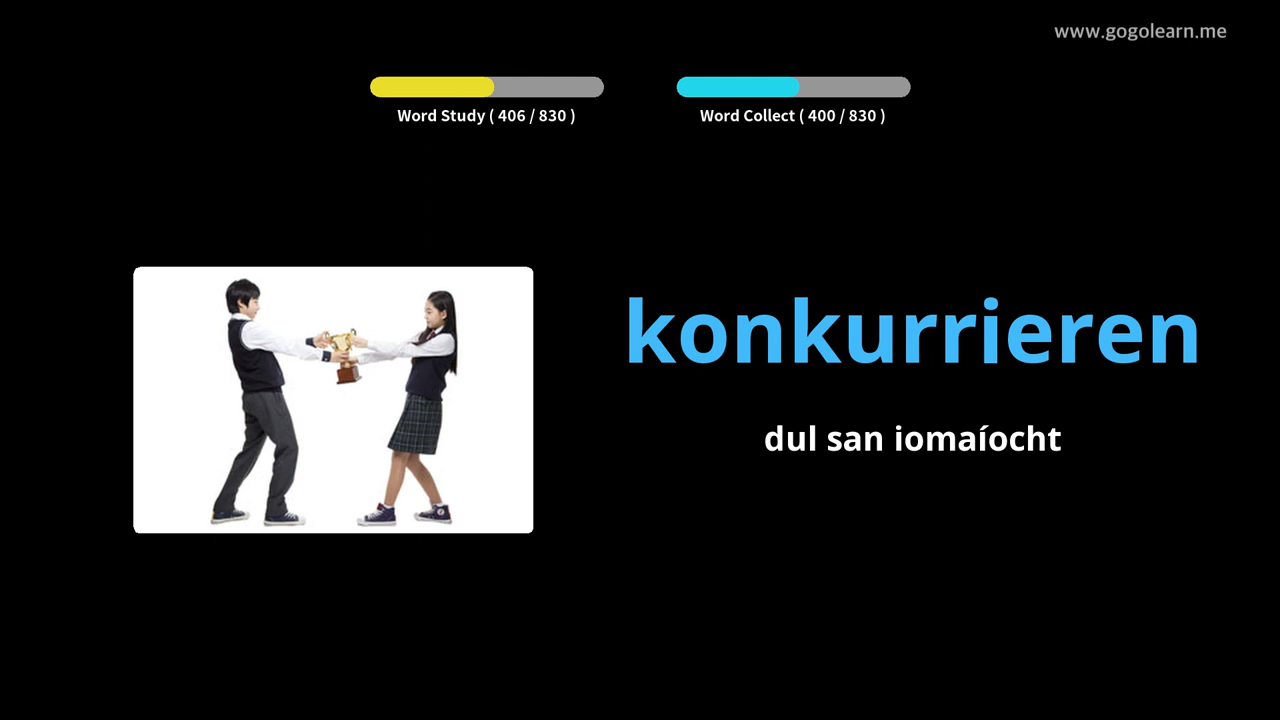 www.gogolearn.me
Word Study ( 406 / 830 )
Word Collect ( 400 / 830 )
konkurrieren
dul san iomaíocht